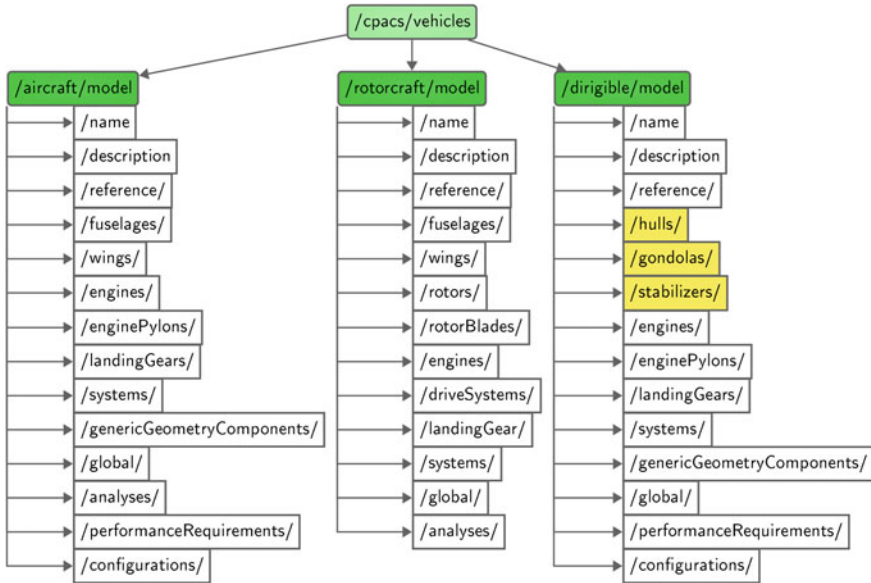 /cpacs/vehicles
/aircraft/model
/name
/description
/reference/
/fuselages/
/wings/
/engines/
/enginePylons/
/landingGears/
/systems/
/genericGeometryComponents/
/global/
/analyses/
/performanceRequirements/
/configurations/
/rotorcraft/model
/name
/description
/reference/
/fuselages/
/wings/
/rotors/
/rotorBlades/
/engines/
/driveSystems/
/landingGear/
/systems/
/global/
/analyses/
/dirigible/model
/name
/description
/reference/
/hulls/
/gondolas/
/stabilizers/
/engines/
/enginePylons/
/landingGears/
/systems/
/genericGeometryComponents/
/global/
/performanceRequirements/
/configurations/